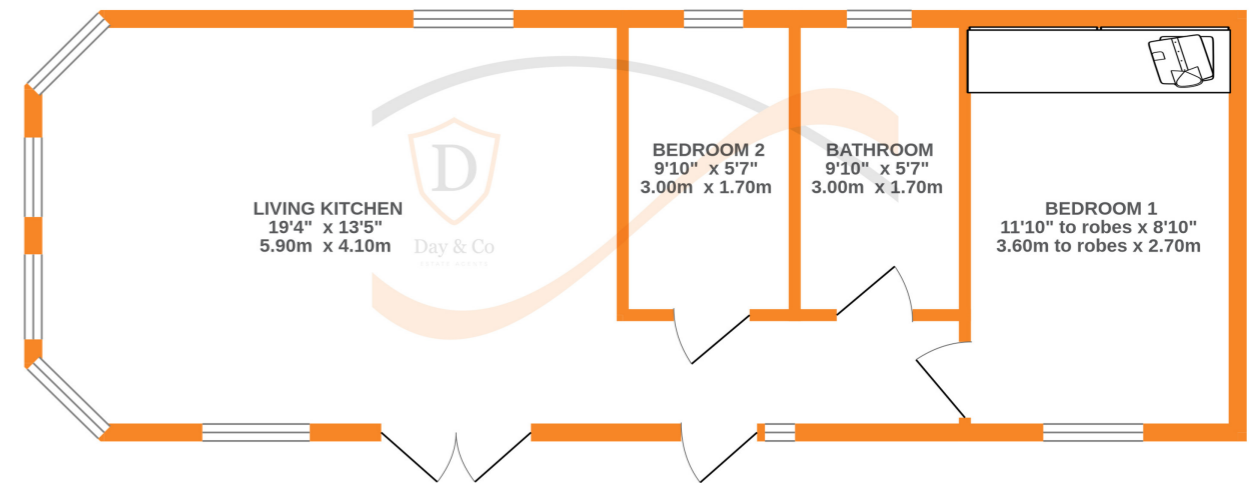 BEDROOM 2
9'10" x 5'7"
3.00m x 1.70m
BATHROOM
9'10" x 5'7"
3.00m x 1.70m
LIVING KITCHEN
19'4" x 13'5"
5.90m x 4.10m
BEDROOM 1
11'10" to robes x 8'10"
3.60m to robes x 2.70m
D
Day & Co
ESTATE AGENTS